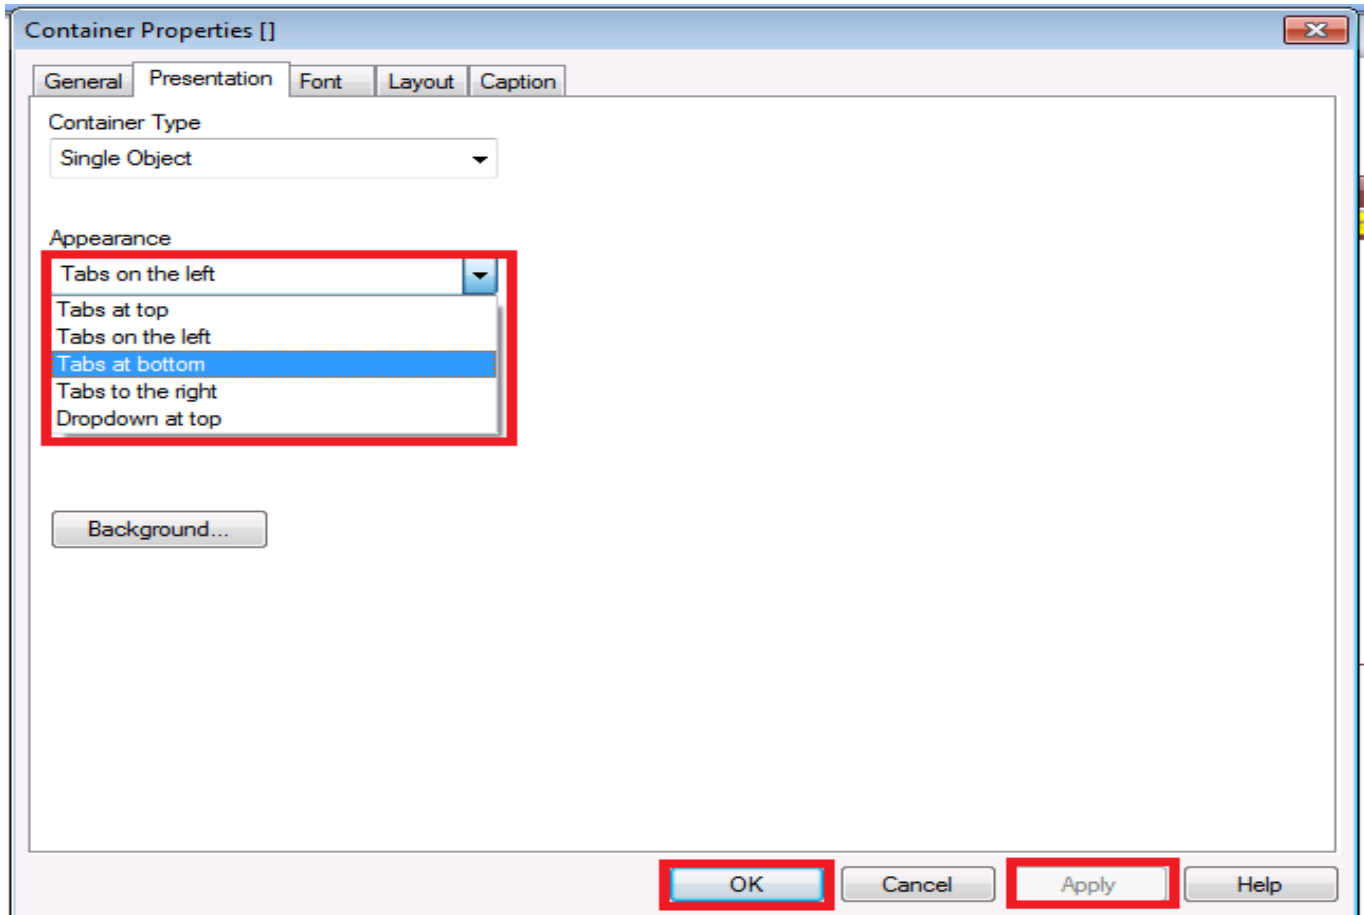 Container Properties []
General Presentation Font Layout Caption
Container Type
Single Object
Appearance
Tabs on the left
Tabs at top
Tabs on the left
Tabs at bottom
Tabs to the right
Dropdown at top
Background...
OK Cancel Apply Help